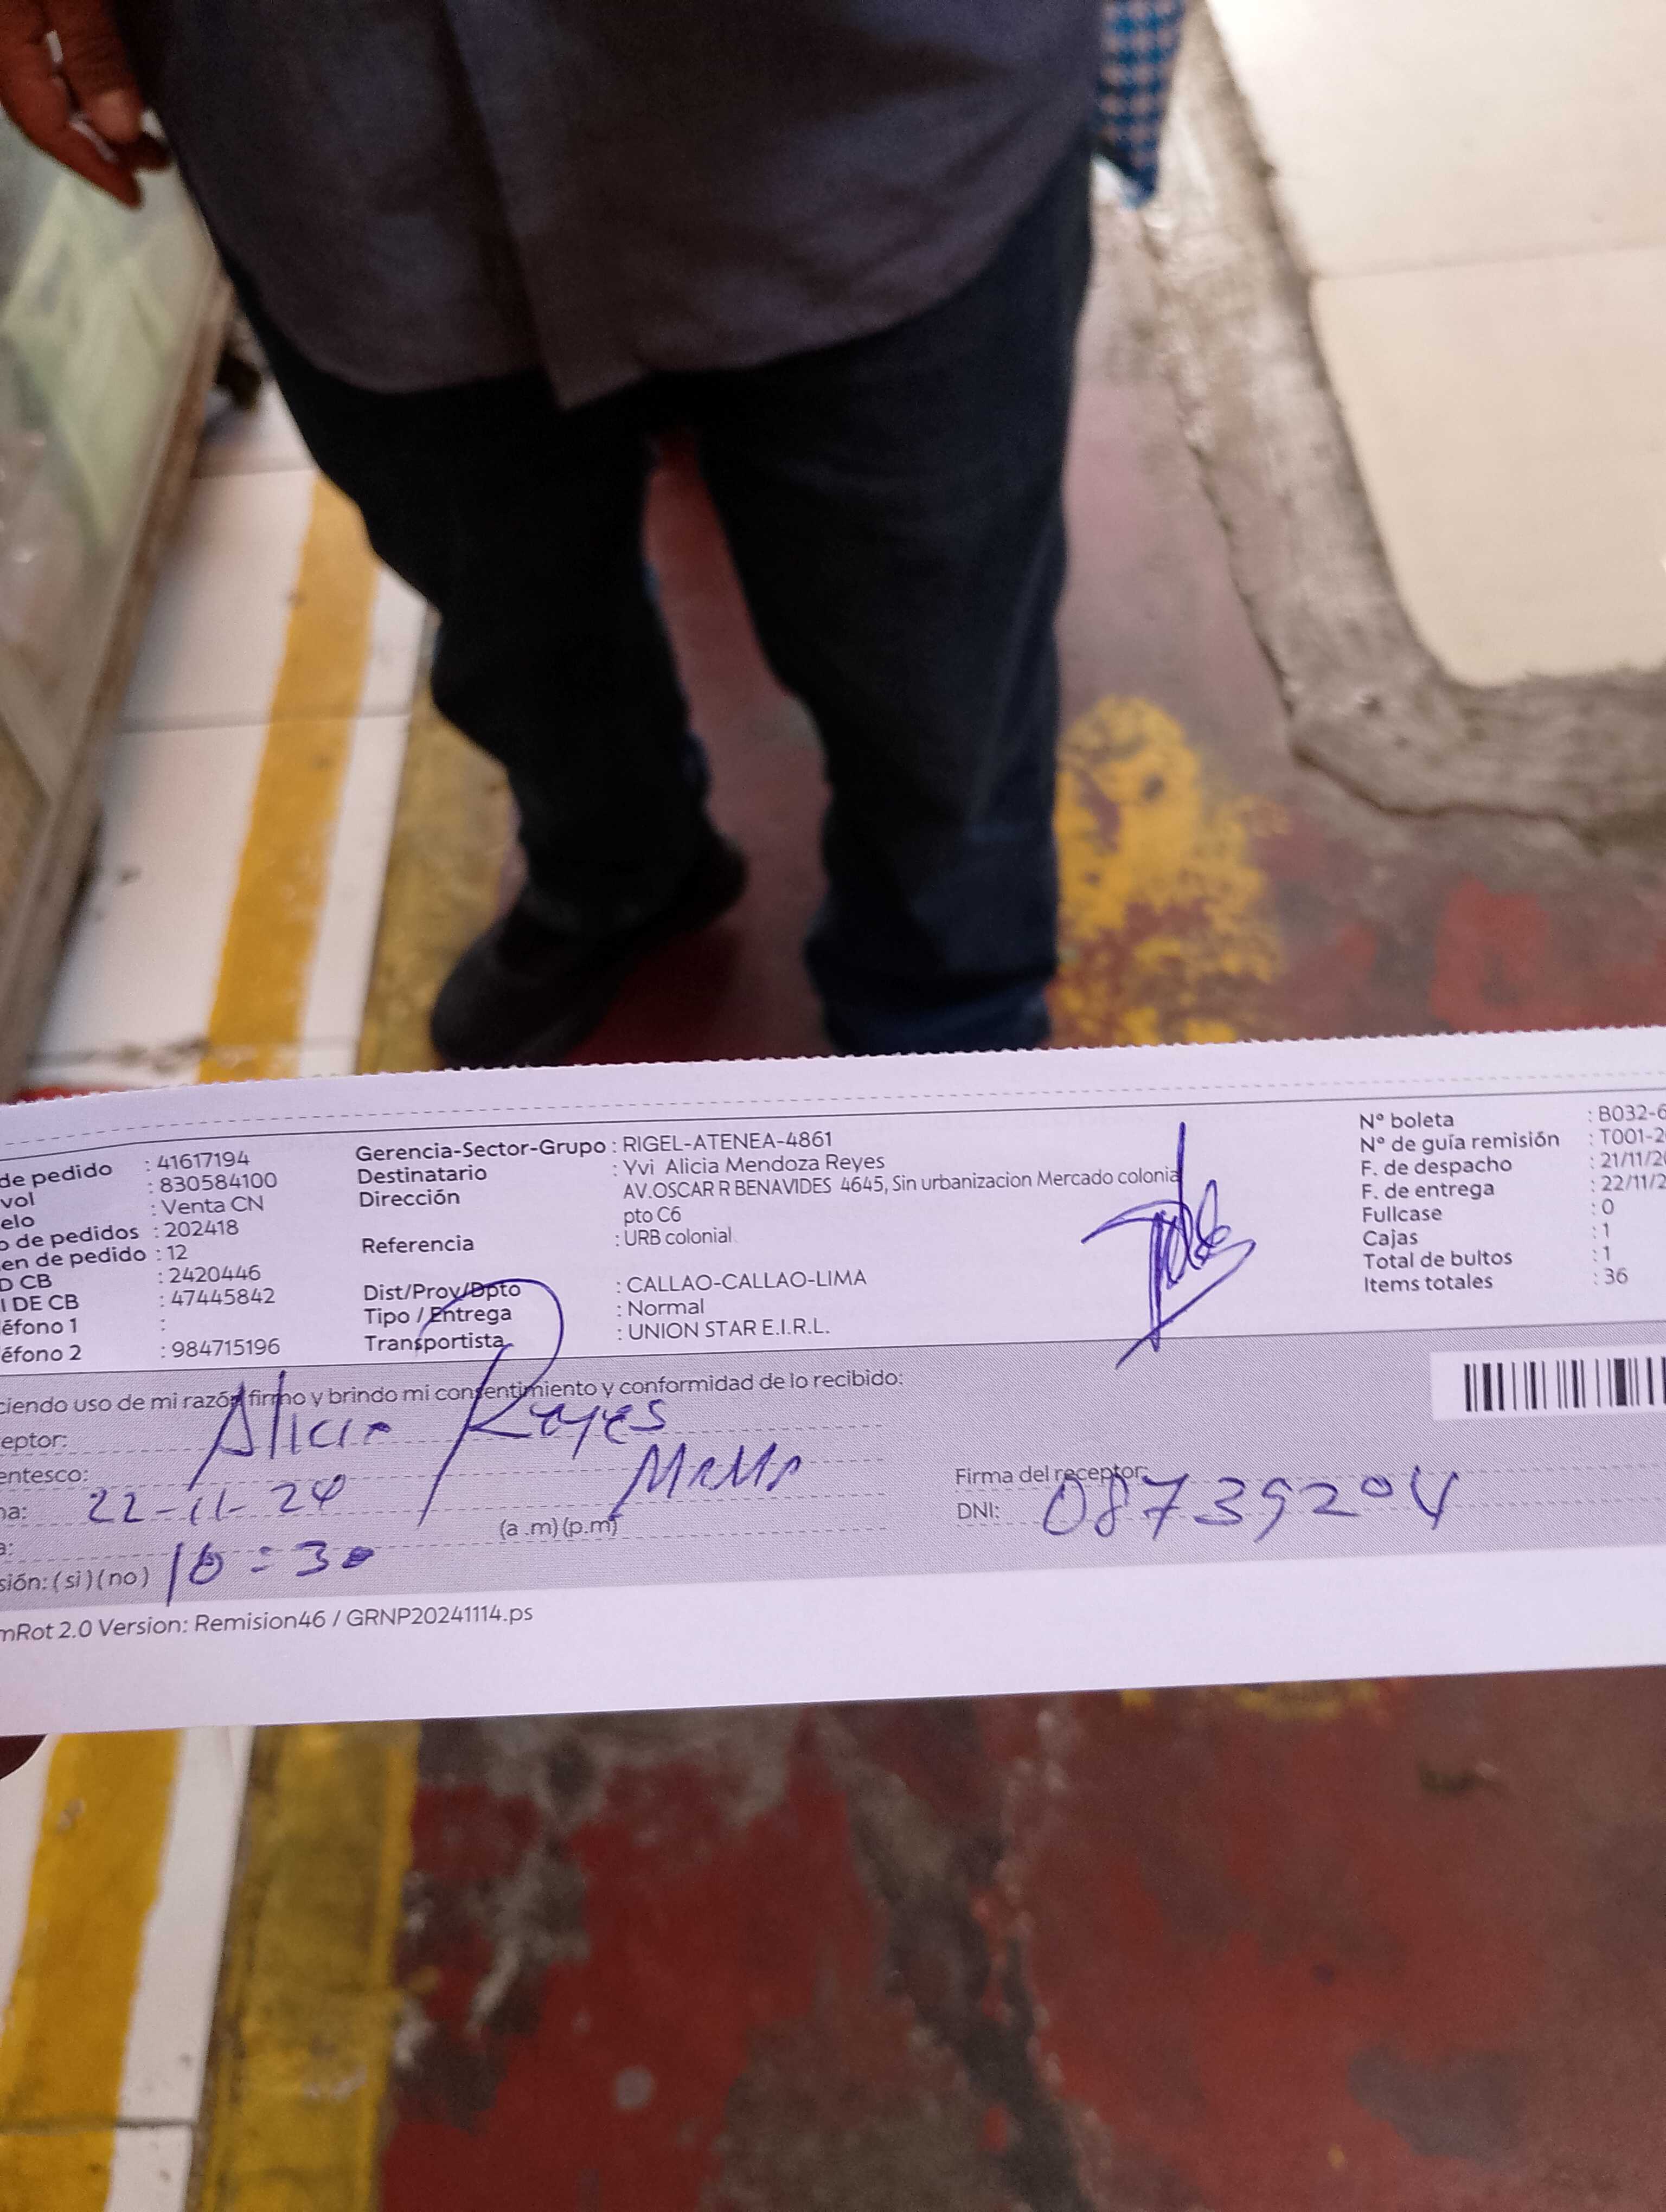 de pedido : 41617194
vol : 830584100
elo : Venta CN
o de pedidos : 202418
en de pedido : 12
D CB : 2420446
I DE CB : 47445842
éfono 1 :
éfono 2 : 984715196
Gerencia-Sector-Grupo : RIGEL-ATENEA-4861
Destinatario : Yvi Alicia Mendoza Reyes
Dirección AV.OSCAR R BENAVIDES 4645, Sin urbanizacion Mercado colonia
pto C6
Referencia : URB colonial
Dist/Prov/Dpto : CALLAO-CALLAO-LIMA
Tipo / Entrega : Normal
Transportista : UNION STAR E.I.R.L.
N° boleta : B032-6
N° de guía remisión : T001-2
F. de despacho : 21/11/20
F. de entrega : 22/11/2
Fullcase : 0
Cajas : 1
Total de bultos : 1
Items totales : 36
ciendo uso de mi razón firmo y brindo mi consentimiento y conformidad de lo recibido:
eptor: Alicia Reyes
entesco:
na: 22-11-24
(a .m) (p.m)
a: 10:30
sión: ( si ) ( no )
Firma del receptor:
DNI: 08739204
mRot 2.0 Version: Remision46 / GRNP20241114.ps